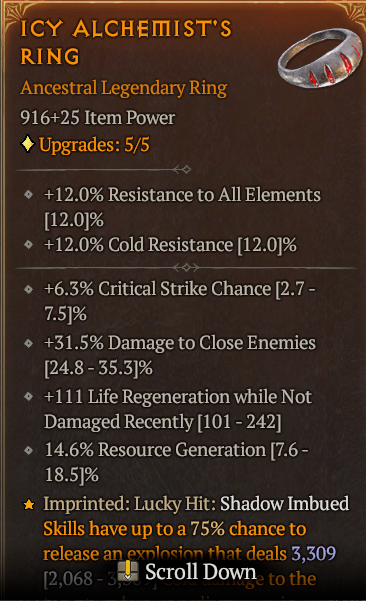 ICY ALCHEMIST'S
RING
Ancestral Legendary Ring
916+25 Item Power
Upgrades: 5/5
+12.0% Resistance to All Elements
[12.0]%
+12.0% Cold Resistance [12.0]%
+6.3% Critical Strike Chance [2.7 -
7.5]%
+31.5% Damage to Close Enemies
[24.8 - 35.3]%
+111 Life Regeneration while Not
Damaged Recently [101 - 242]
14.6% Resource Generation [7.6 -
18.5]%
Imprinted: Lucky Hit: Shadow Imbued
Skills have up to a 75% chance to
release an explosion that deals 3,309
[2,068 - damage to the
Scroll Down